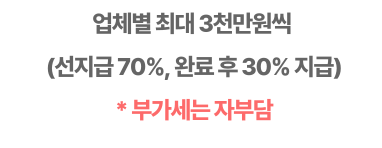 업체별 최대 3천만원씩
(선지급 70%, 완료 후 30% 지급)
* 부가세는 자부담